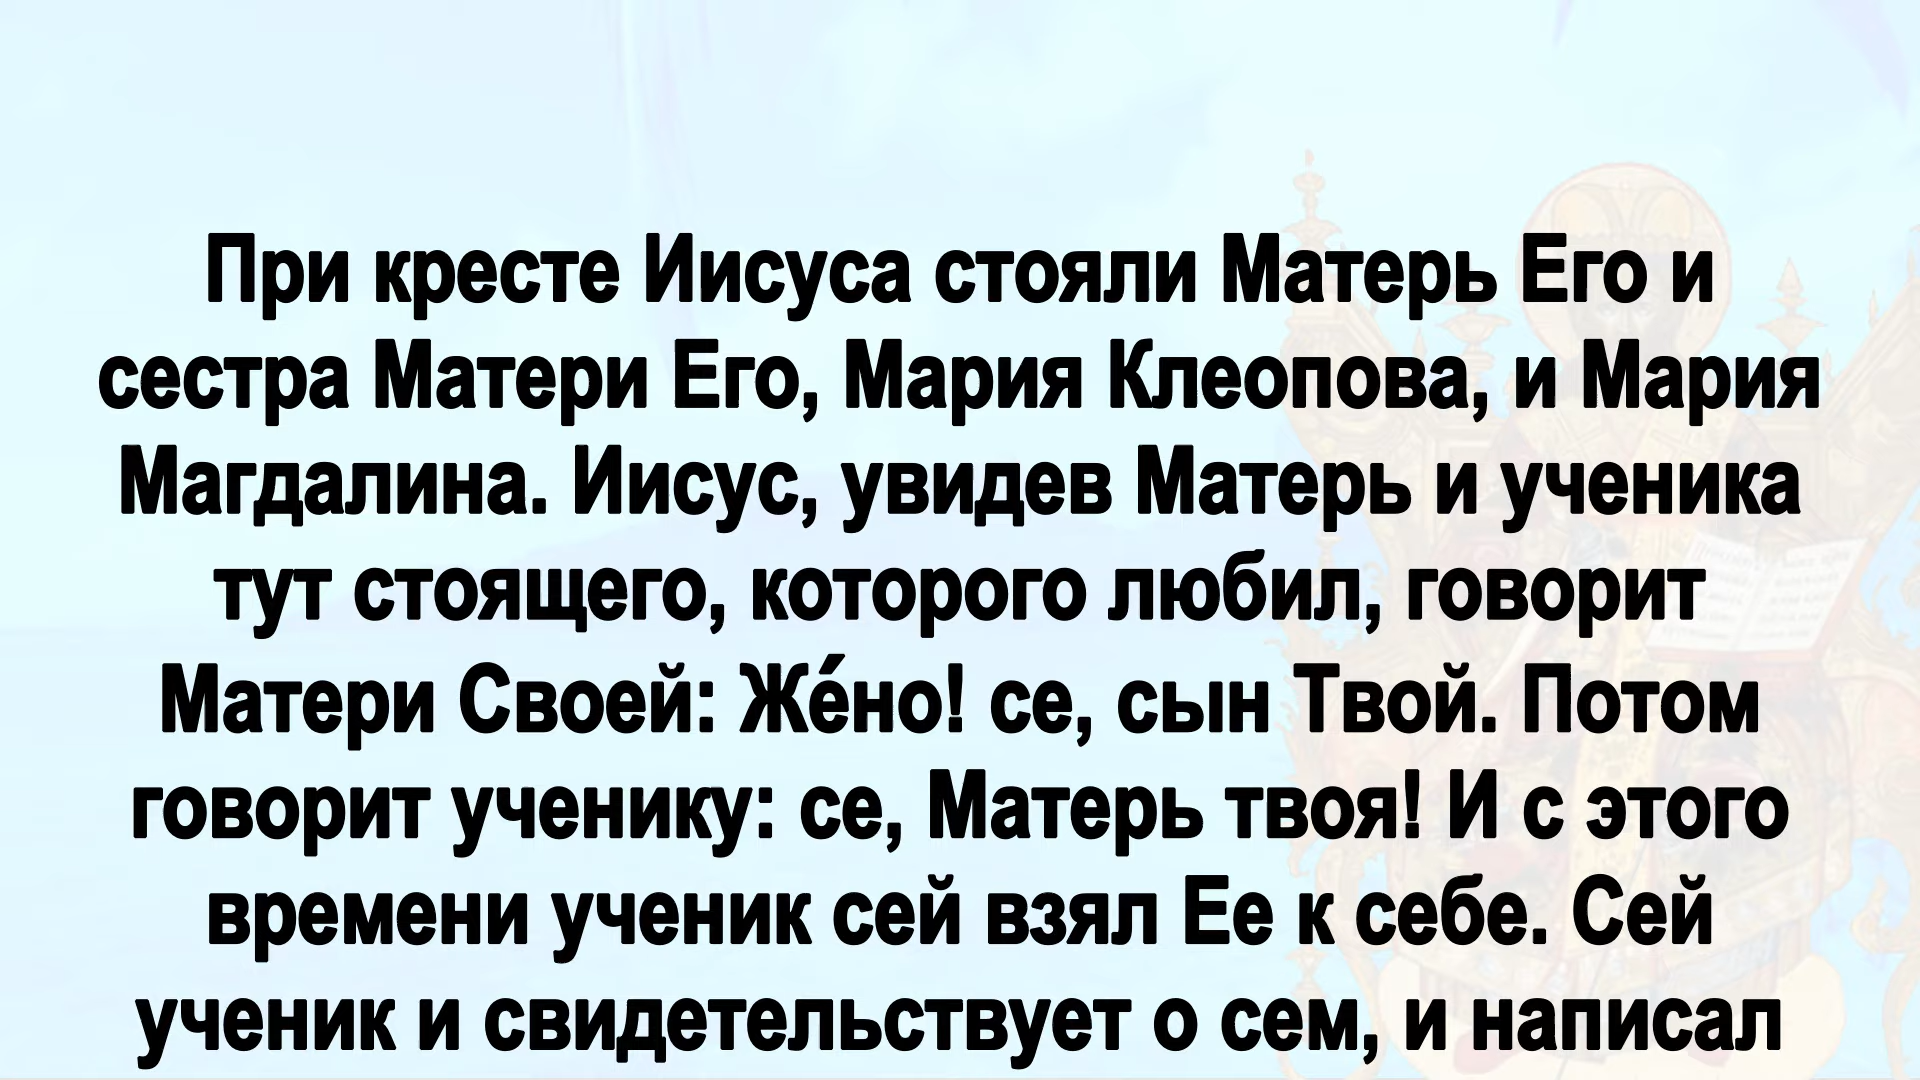 При кресте Иисуса стояли Матерь Его и
сестра Матери Его, Мария Клеопова, и Мария
Магдалина. Иисус, увидев Матерь и ученика
тут стоящего, которого любил, говорит
Матери Своей: Же́но! се, сын Твой. Потом
говорит ученику: се, Матерь твоя! И с этого
времени ученик сей взял Ее к себе. Сей
ученик и свидетельствует о сем, и написал